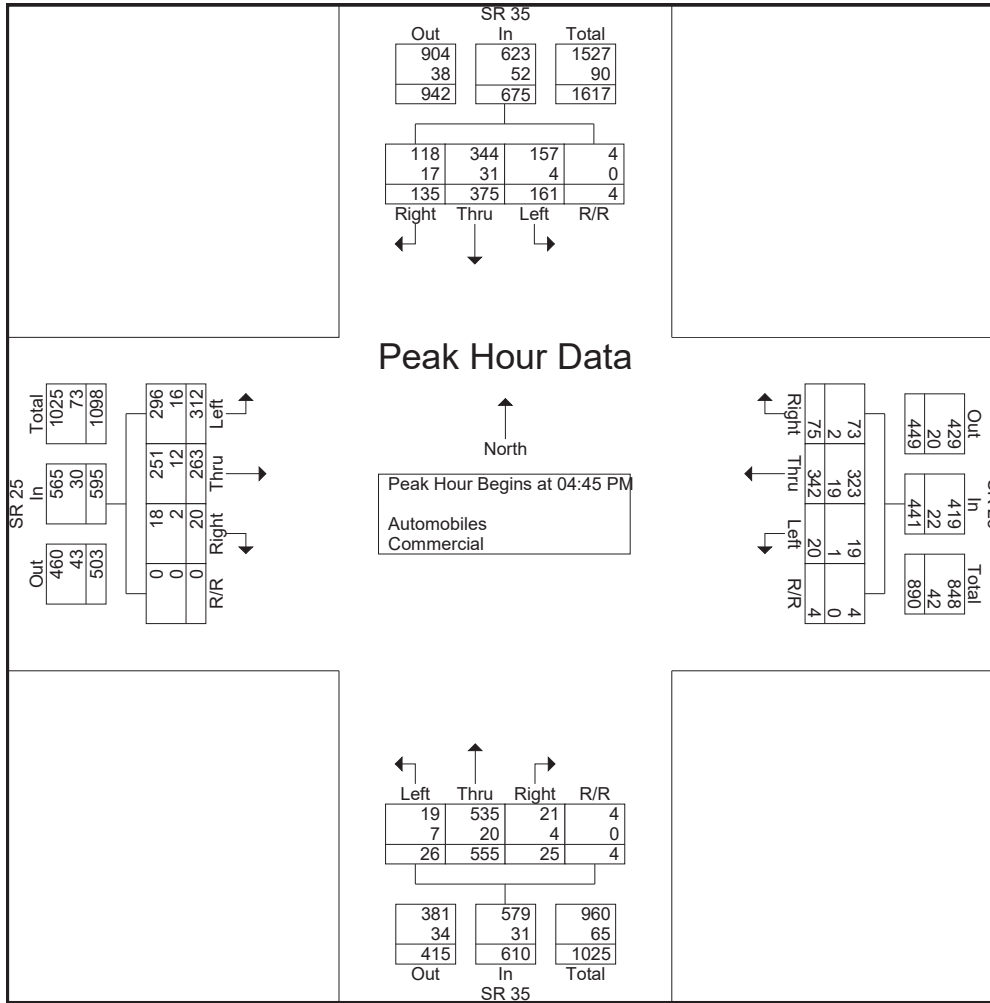 SR 35
Out In Total
904 623 1527
38 52 90
942 675 1617
118 344 157 4
17 31 4 0
135 375 161 4
Right Thru Left R/R
Peak Hour Data
North
Peak Hour Begins at 04:45 PM
Automobiles
Commercial
SR 25
Total In Out
1025 565 460
73 30 43
1098 595 503
296 251 18 0
16 12 2 0
312 263 20 0
Left Thru Right R/R
Out In Total
429 419 848
20 22 42
449 441 890
73 323 19 4
2 19 1 0
75 342 20 4
Right Thru Left R/R
Left Thru Right R/R
19 535 21 4
7 20 4 0
26 555 25 4
381 579 960
34 31 65
415 610 1025
Out In Total
SR 35